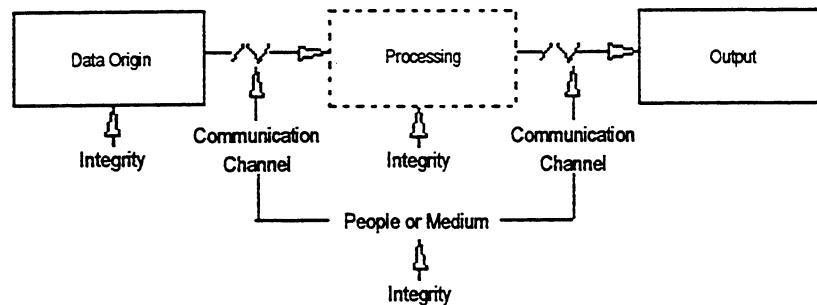 Data Origin
Processing
Output
Communication
Channel
Communication
Channel
Integrity
Integrity
People or Medium
Integrity